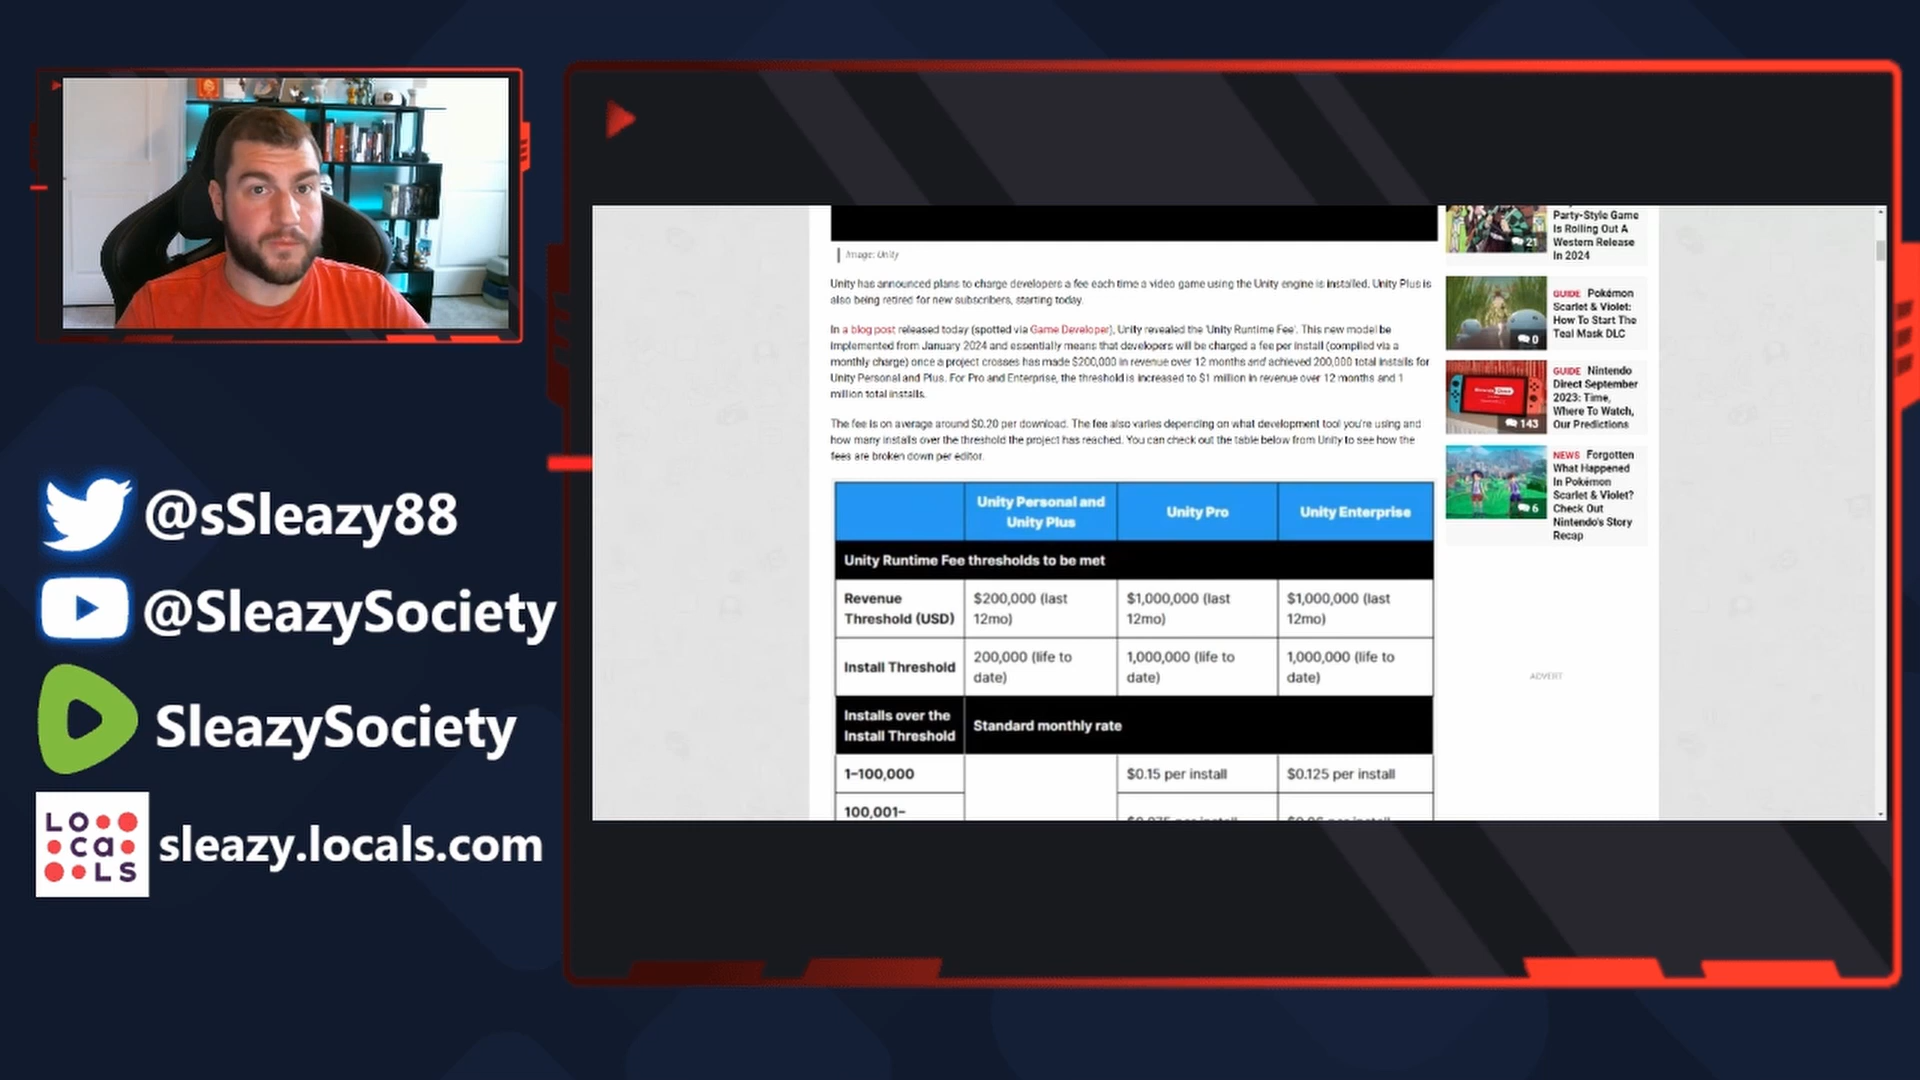 @sSleazy88
@SleazySociety
SleazySociety
LOcaLS
sleazy.locals.com
Image: Unity
Unity has announced plans to charge developers a fee each time a video game using the Unity engine is installed. Unity Plus is
also being retired for new subscribers, starting today.
In a blog post released today (spotted via Game Developer), Unity revealed the 'Unity Runtime Fee'. This new model be
implemented from January 2024 and essentially means that developers will be charged a fee per install (compiled via a
monthly charge) once a project crosses has made $200,000 in revenue over 12 months and achieved 200,000 total installs for
Unity Personal and Plus. For Pro and Enterprise, the threshold is increased to $1 million in revenue over 12 months and 1
million total installs.
The fee is on average around $0.20 per download. The fee also varies depending on what development tool you're using and
how many installs over the threshold the project has reached. You can check out the table below from Unity to see how the
fees are broken down per editor.
Unity Personal and
Unity Plus
Unity Pro
Unity Enterprise
Unity Runtime Fee thresholds to be met
Revenue
Threshold (USD)
$200,000 (last
12mo)
$1,000,000 (last
12mo)
$1,000,000 (last
12mo)
Install Threshold
200,000 (life to
date)
1,000,000 (life to
date)
1,000,000 (life to
date)
Installs over the
Install Threshold
Standard monthly rate
1–100,000
$0.15 per install
$0.125 per install
100,001–
Party-Style Game
Is Rolling Out A
Western Release
In 2024
21
GUIDE Pokémon
Scarlet & Violet:
How To Start The
Teal Mask DLC
0
GUIDE Nintendo
Direct September
2023: Time,
Where To Watch,
Our Predictions
143
NEWS Forgotten
What Happened
In Pokémon
Scarlet & Violet?
Check Out
Nintendo's Story
Recap
6
ADVERT